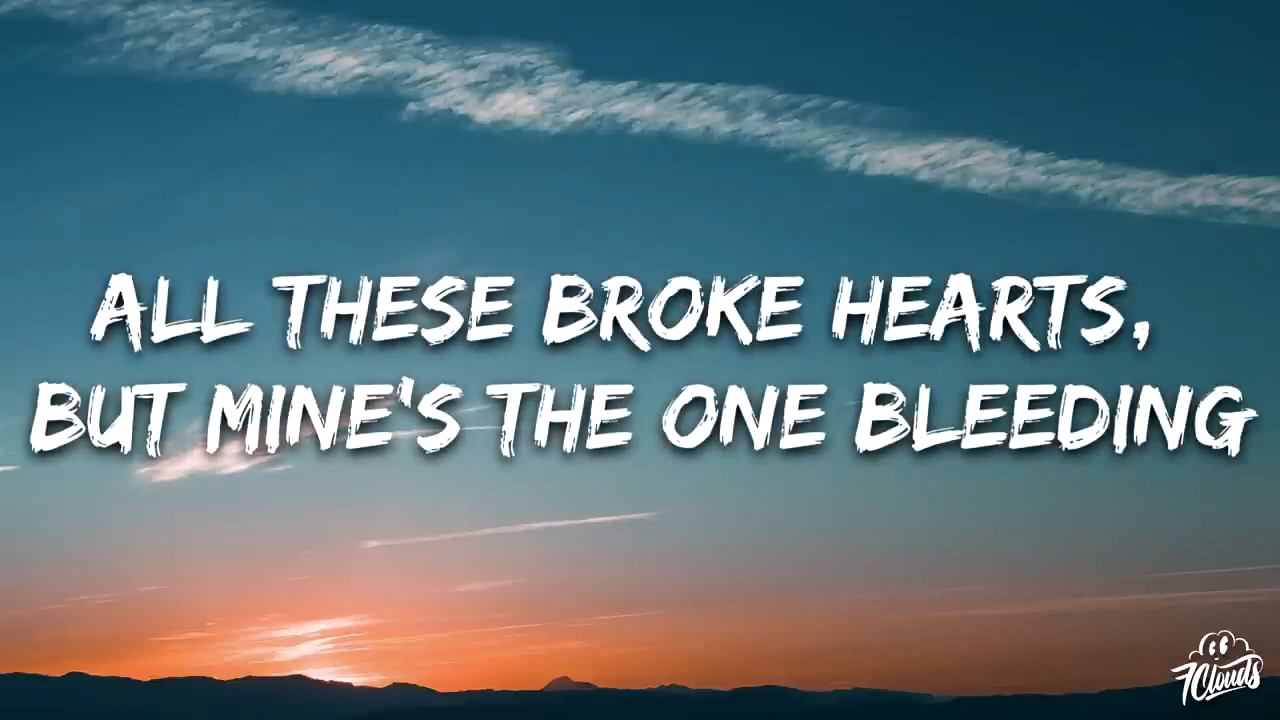 ALL THESE BROKE HEARTS,
BUT MINE'S THE ONE BLEEDING
7Clouds